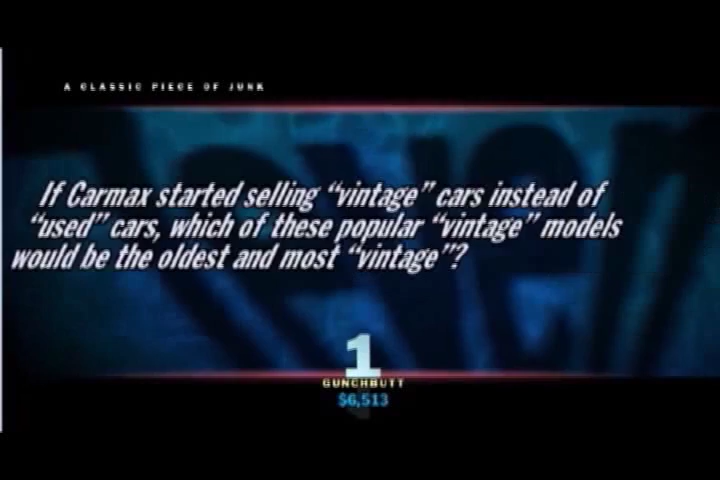 A CLASSIC PIECE OF JUNK
If Carmax started selling “vintage” cars instead of
“used” cars, which of these popular “vintage” models
would be the oldest and most “vintage”?
1
GUNCHBUTT
$6,513